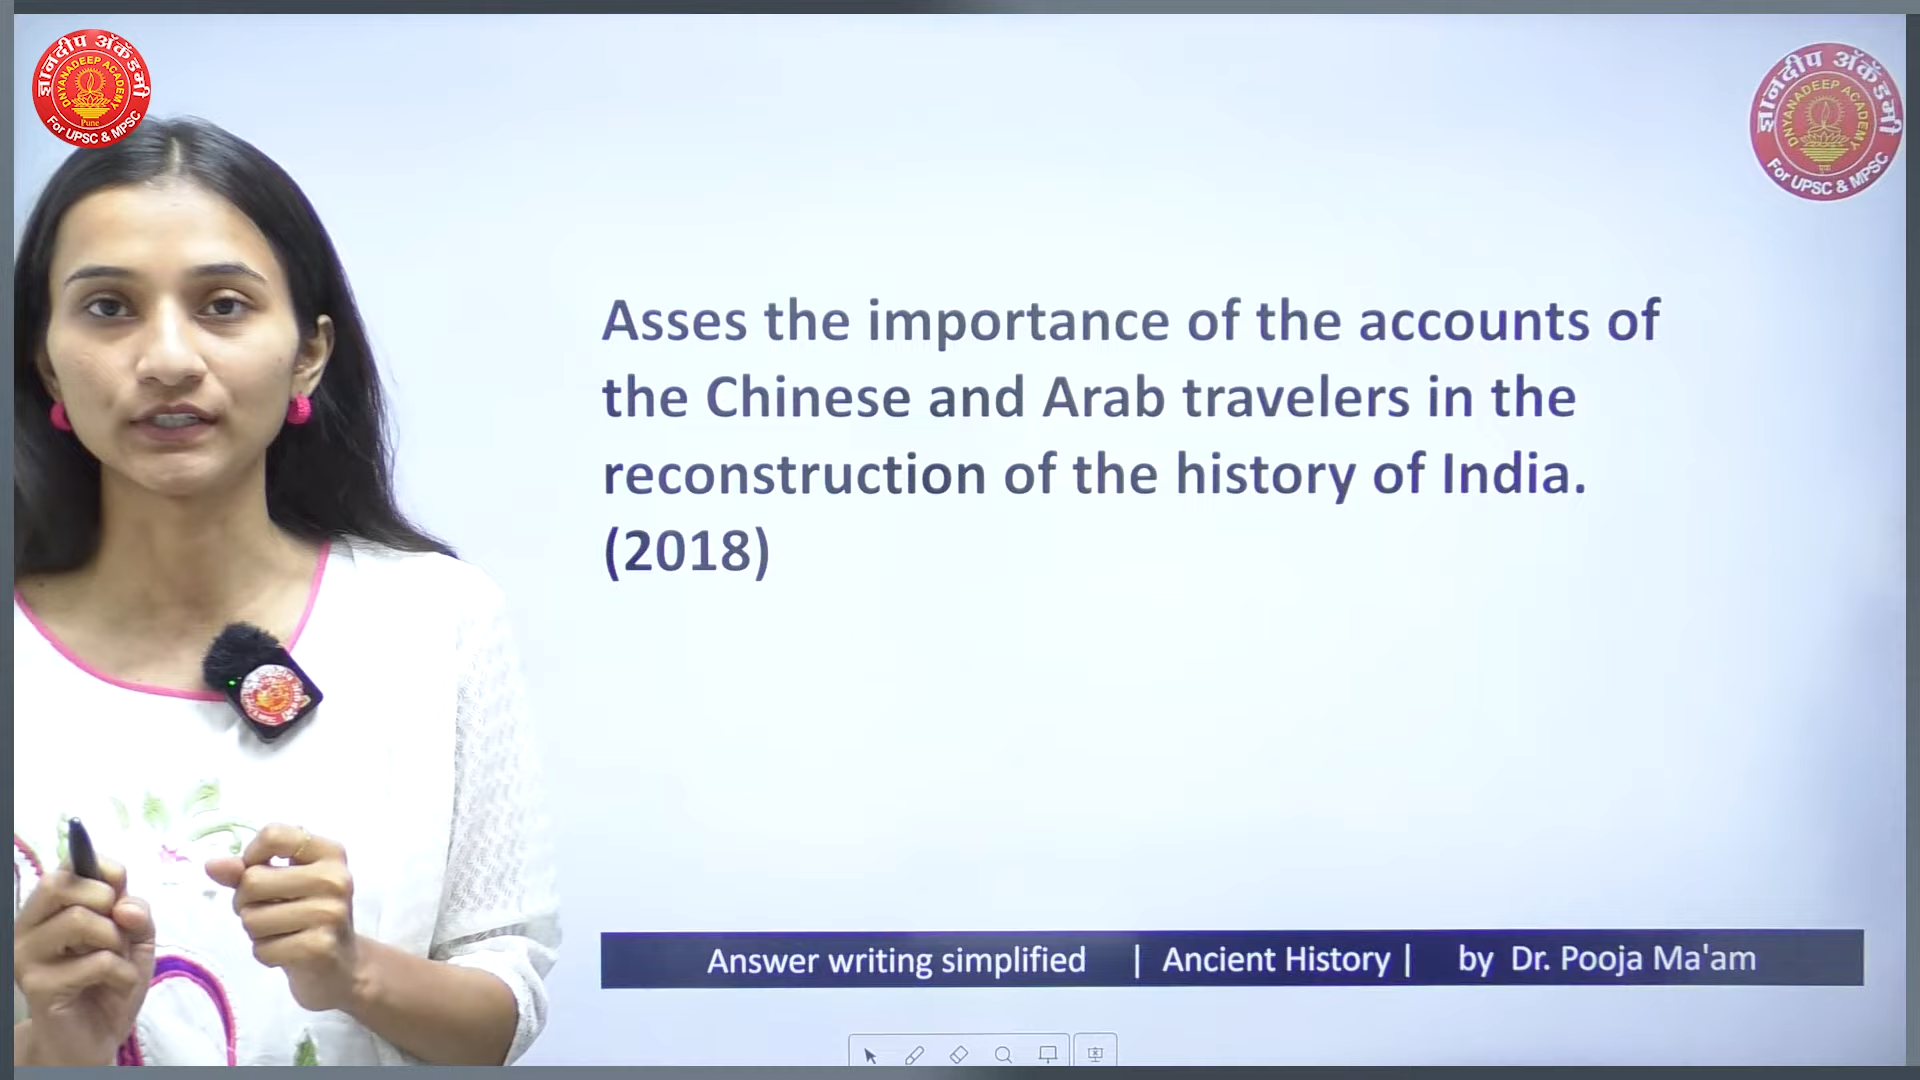 ज्ञानदीप अॅकॅडमी
DNYANADEEP ACADEMY
Pune
For UPSC & MPSC
ज्ञानदीप अॅकॅडमी
DNYANADEEP ACADEMY
For UPSC & MPSC
Asses the importance of the accounts of
the Chinese and Arab travelers in the
reconstruction of the history of India.
(2018)
Answer writing simplified | Ancient History | by Dr. Pooja Ma'am